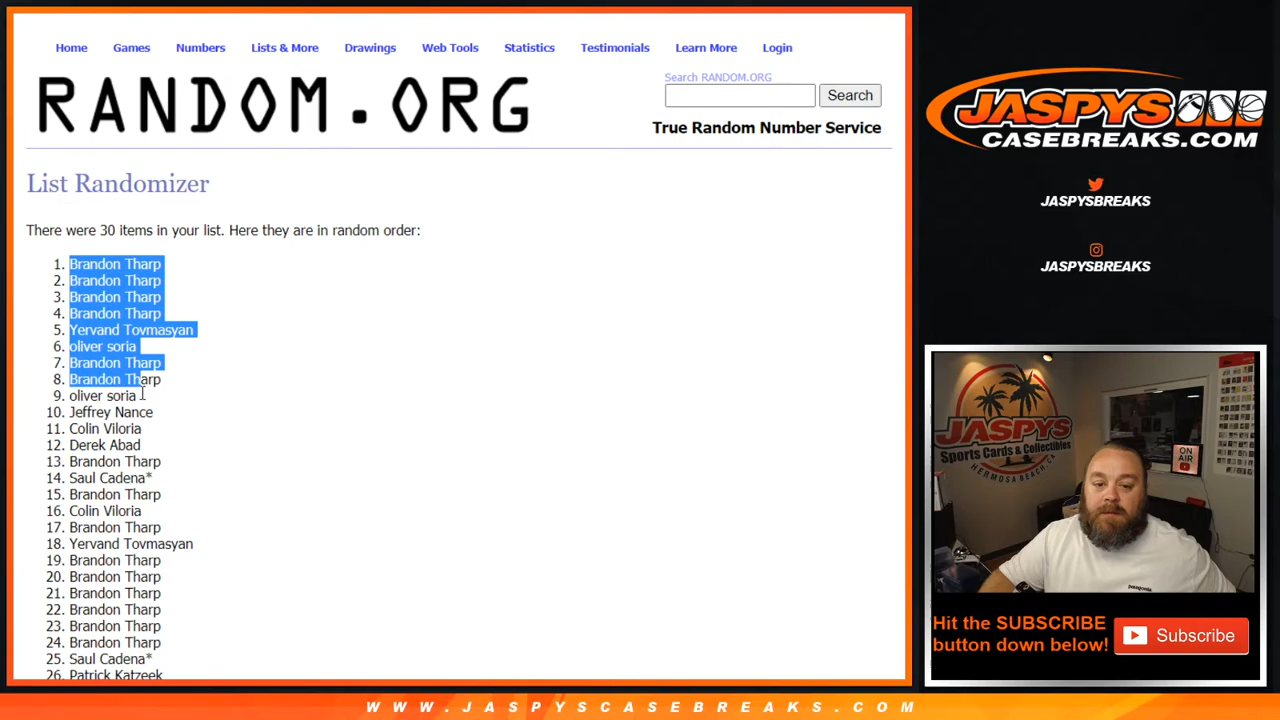 Home Games Numbers Lists & More Drawings Web Tools Statistics Testimonials Learn More Login
RANDOM.ORG
Search RANDOM.ORG
Search
True Random Number Service
List Randomizer
There were 30 items in your list. Here they are in random order:
1. Brandon Tharp
2. Brandon Tharp
3. Brandon Tharp
4. Brandon Tharp
5. Yervand Tovmasyan
6. oliver soria
7. Brandon Tharp
8. Brandon Tharp
9. oliver soria
10. Jeffrey Nance
11. Colin Viloria
12. Derek Abad
13. Brandon Tharp
14. Saul Cadena*
15. Brandon Tharp
16. Colin Viloria
17. Brandon Tharp
18. Yervand Tovmasyan
19. Brandon Tharp
20. Brandon Tharp
21. Brandon Tharp
22. Brandon Tharp
23. Brandon Tharp
24. Brandon Tharp
25. Saul Cadena*
26. Patrick Katzeek
JASPYS
CASEBREAKS.COM
JASPYSBREAKS
JASPYSBREAKS
JASPYS
Sports Cards & Collectibles
HERMOSA BEACH, CA
ON
AIR
patagonia
Hit the SUBSCRIBE
button down below!
Subscribe
WWW.JASPYSCASEBREAKS.COM